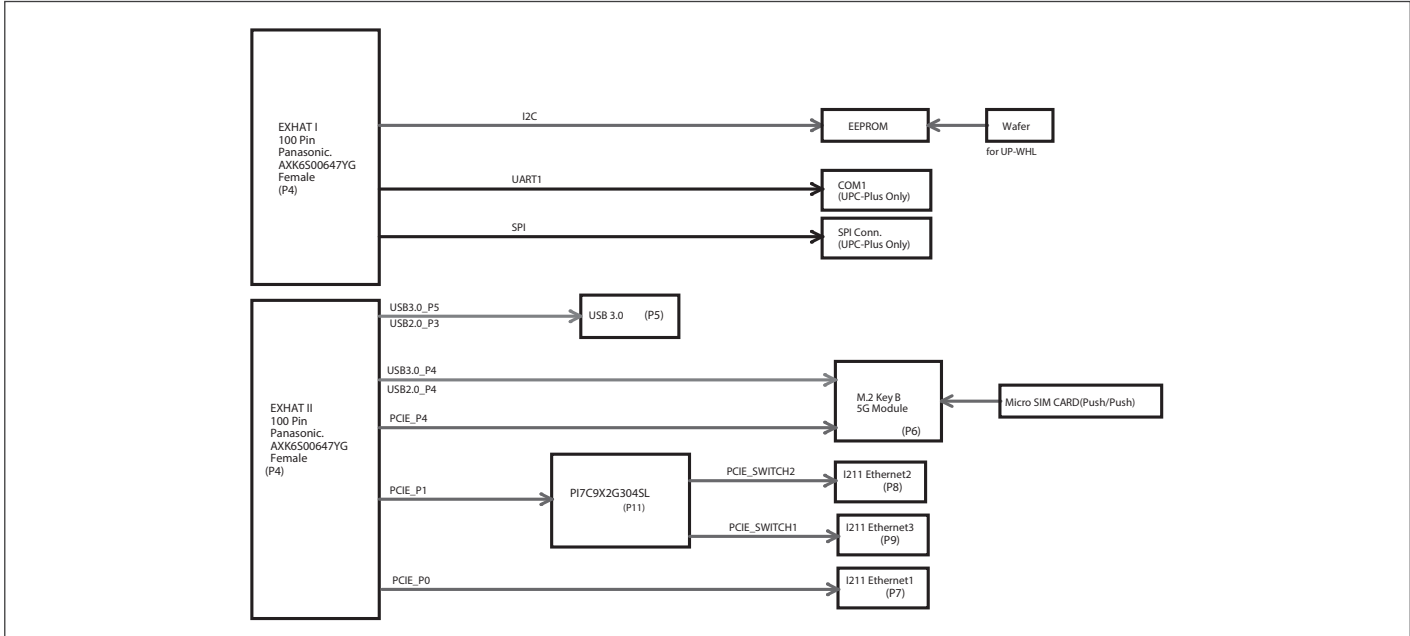 EXHAT I
100 Pin
Panasonic.
AXK6S00647YG
Female
(P4)
I2C
EEPROM
Wafer
for UP-WHL
UART1
COM1
(UPC-Plus Only)
SPI
SPI Conn.
(UPC-Plus Only)
EXHAT II
100 Pin
Panasonic.
AXK6S00647YG
Female
(P4)
USB3.0_P5
USB2.0_P3
USB 3.0 (P5)
USB3.0_P4
USB2.0_P4
PCIE_P4
M.2 Key B
5G Module
(P6)
Micro SIM CARD(Push/Push)
PCIE_P1
PI7C9X2G304SL
(P11)
PCIE_SWITCH2
I211 Ethernet2
(P8)
PCIE_SWITCH1
I211 Ethernet3
(P9)
PCIE_P0
I211 Ethernet1
(P7)